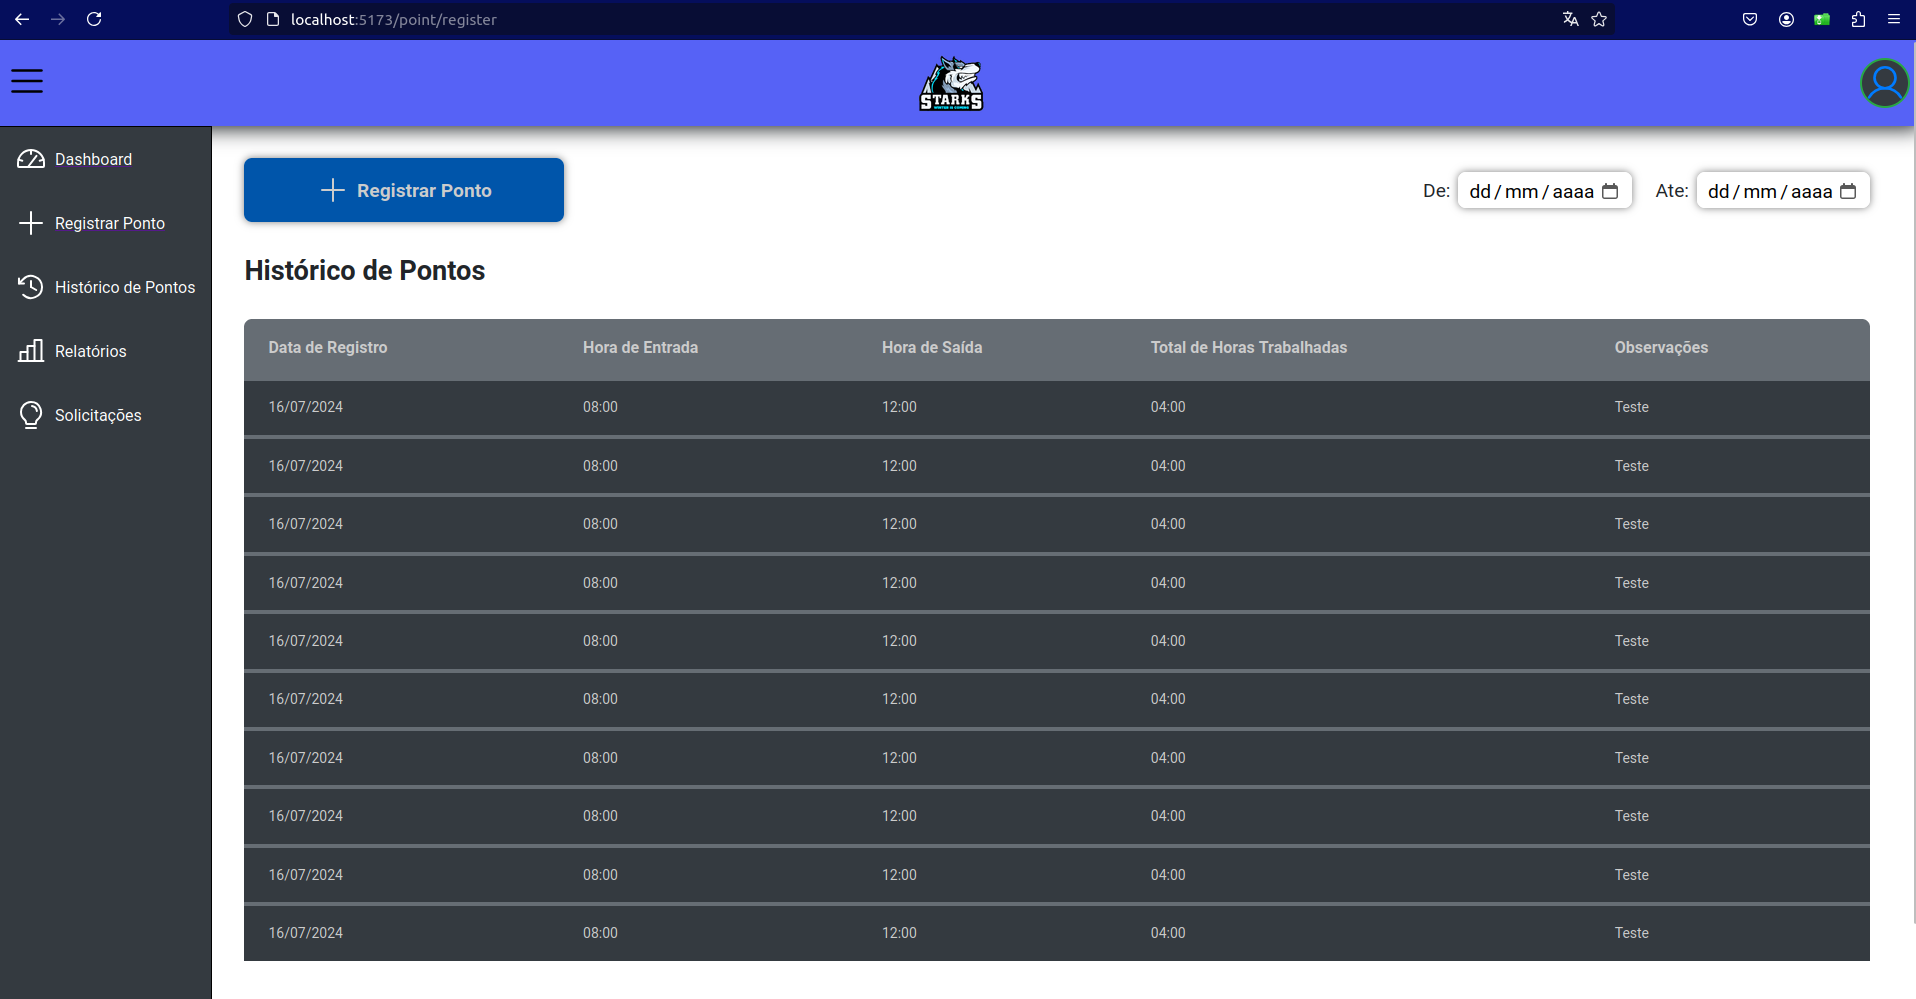 localhost:5173/point/register
STARKS
WINTER IS COMING
Dashboard
Registrar Ponto
Histórico de Pontos
Relatórios
Solicitações
Registrar Ponto
De: dd/mm/aaaa Ate: dd/mm/aaaa
Histórico de Pontos
Data de Registro Hora de Entrada Hora de Saída Total de Horas Trabalhadas Observações
16/07/2024 08:00 12:00 04:00 Teste
16/07/2024 08:00 12:00 04:00 Teste
16/07/2024 08:00 12:00 04:00 Teste
16/07/2024 08:00 12:00 04:00 Teste
16/07/2024 08:00 12:00 04:00 Teste
16/07/2024 08:00 12:00 04:00 Teste
16/07/2024 08:00 12:00 04:00 Teste
16/07/2024 08:00 12:00 04:00 Teste
16/07/2024 08:00 12:00 04:00 Teste
16/07/2024 08:00 12:00 04:00 Teste